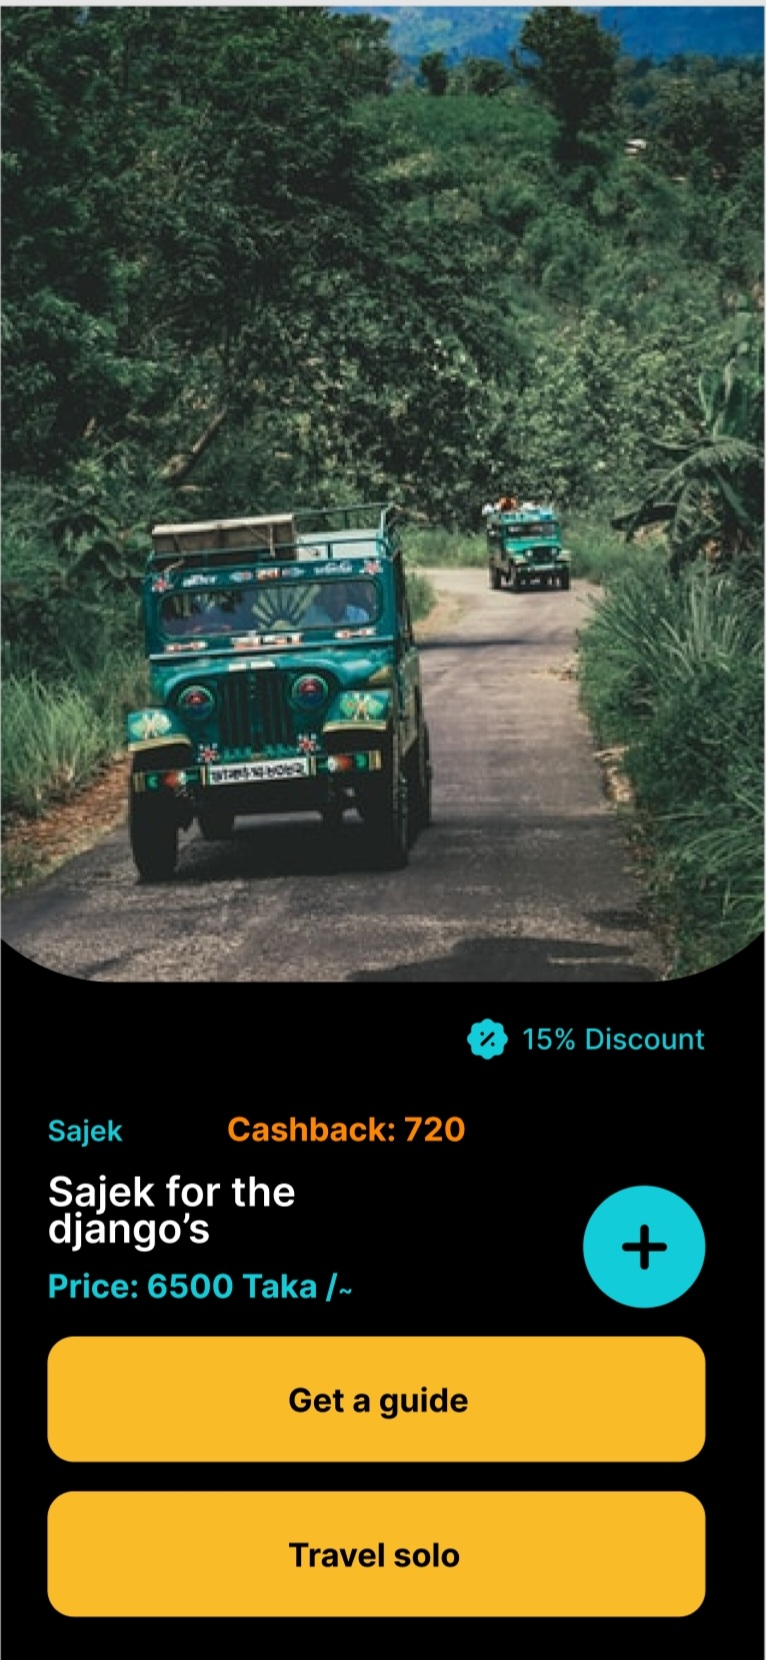 15% Discount
Sajek
Cashback: 720
Sajek for the
django’s
Price: 6500 Taka /~
Get a guide
Travel solo